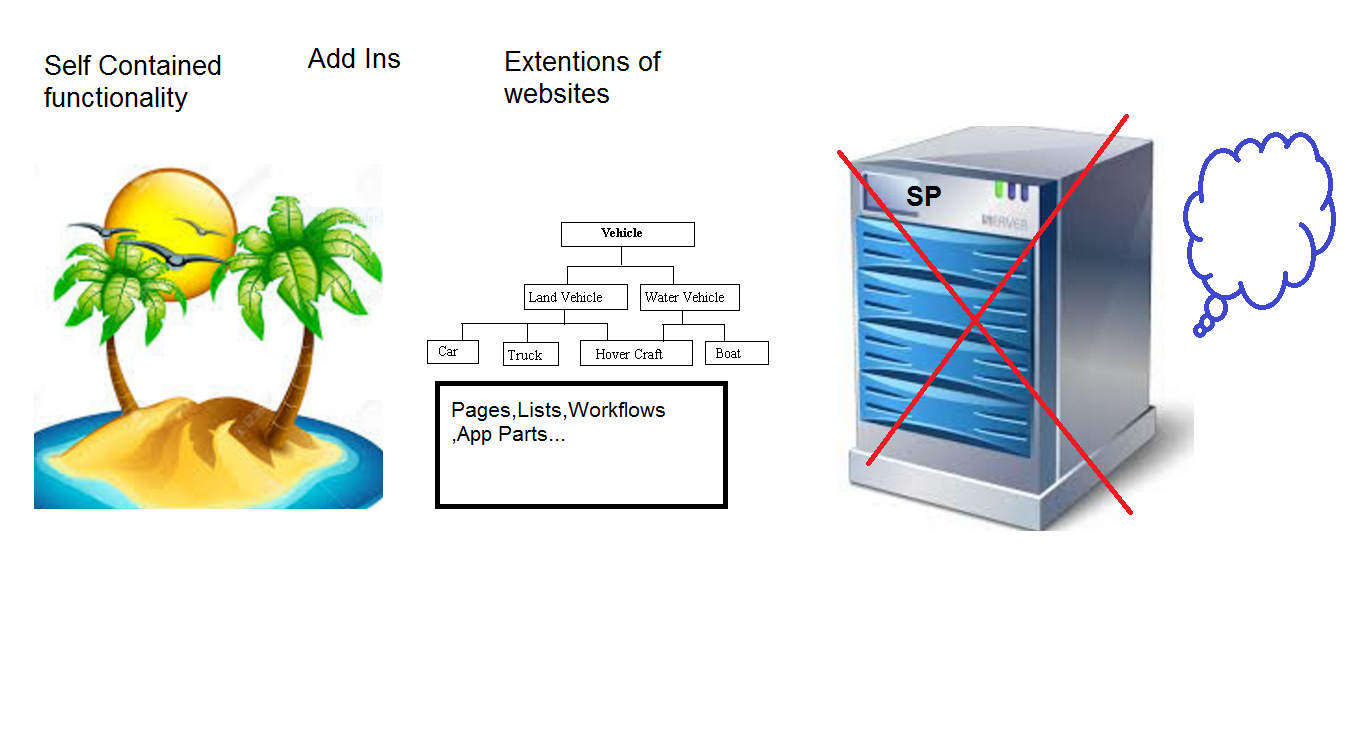 Self Contained
functionality
Add Ins
Extentions of
websites
Vehicle
Land Vehicle
Water Vehicle
Car
Truck
Hover Craft
Boat
Pages,Lists,Workflows
,App Parts...
SP